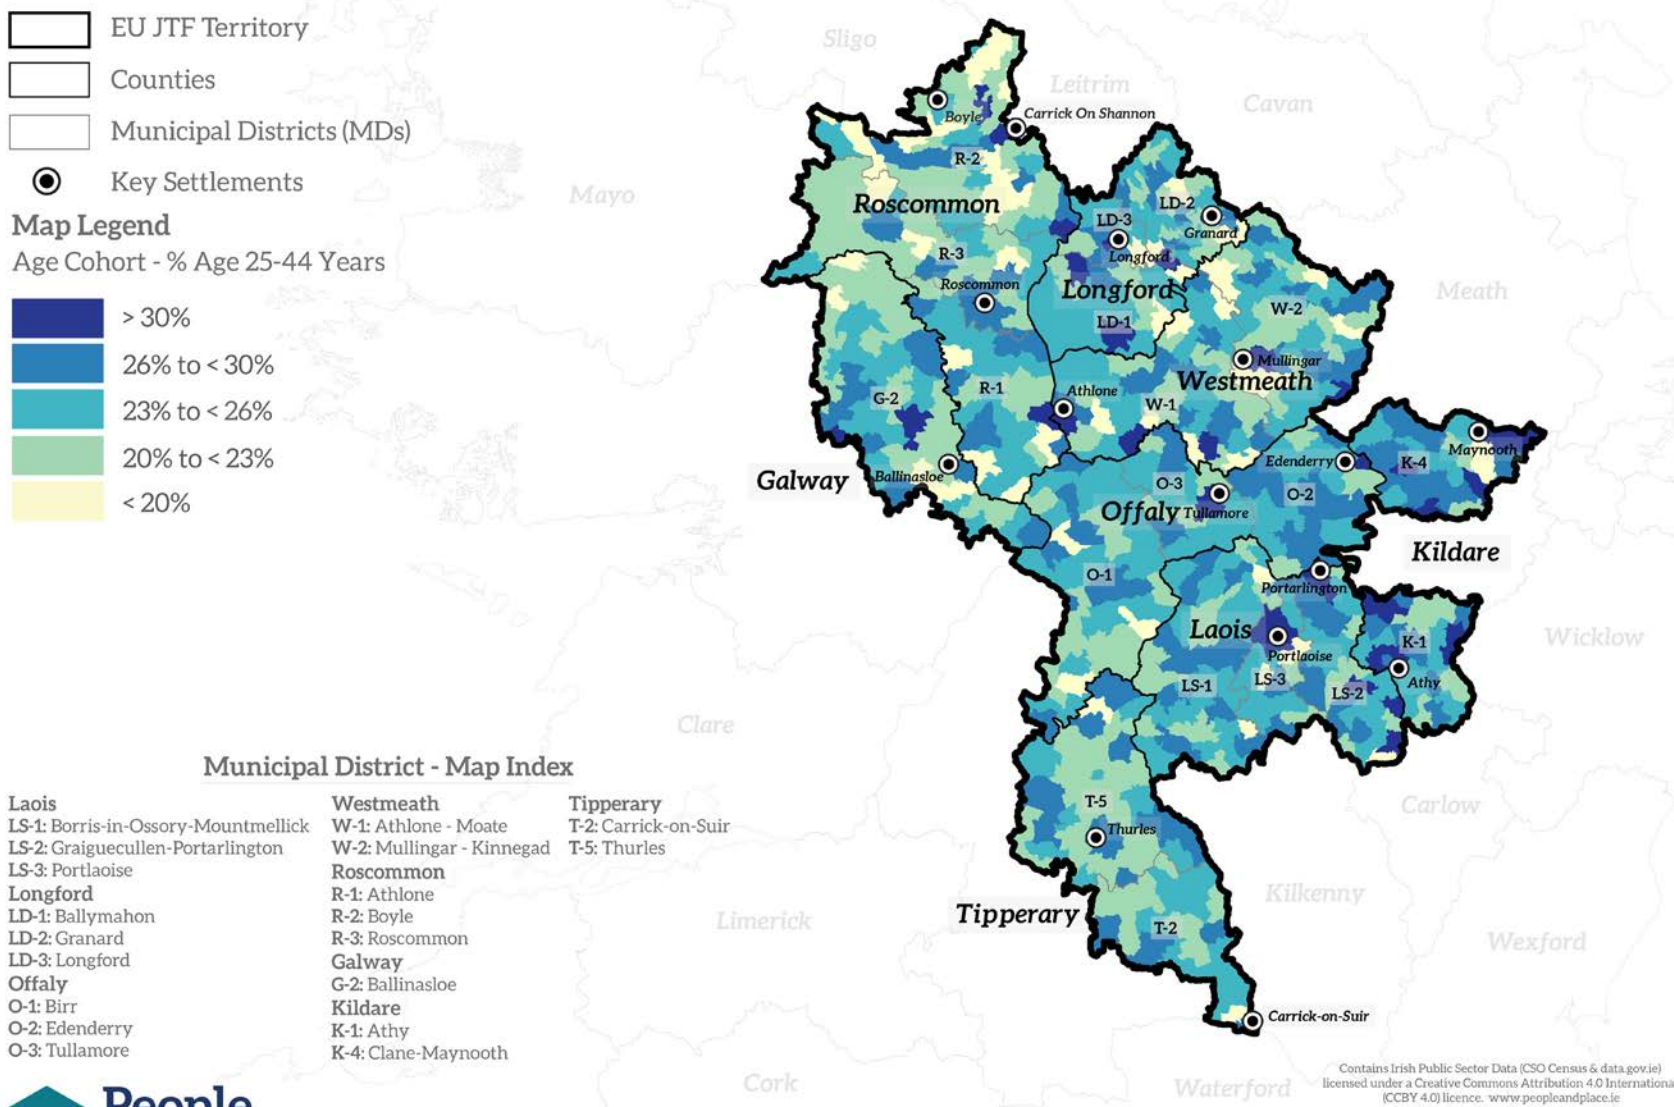 EU JTF Territory
Counties
Municipal Districts (MDs)
Key Settlements
Map Legend
Age Cohort - % Age 25-44 Years
> 30%
26% to < 30%
23% to < 26%
20% to < 23%
< 20%
Sligo
Leitrim
Cavan
Mayo
Meath
Clare
Wicklow
Carlow
Limerick
Kilkenny
Wexford
Cork
Waterford
Boyle
Carrick On Shannon
R-2
Roscommon
LD-3
LD-2
Granard
Longford
R-3
Roscommon
Longford
LD-1
W-2
Mullingar
Westmeath
Athlone
W-1
R-1
G-2
Ballinasloe
Galway
Edenderry
K-4
Maynooth
O-3
Offaly
Tullamore
O-2
Kildare
O-1
Portarlington
Laois
Portlaoise
K-1
Athy
LS-1
LS-3
LS-2
T-5
Thurles
Tipperary
T-2
Carrick-on-Suir
Municipal District - Map Index
Laois
LS-1: Borris-in-Ossory-Mountmellick
LS-2: Graiguecullen-Portarlington
LS-3: Portlaoise
Longford
LD-1: Ballymahon
LD-2: Granard
LD-3: Longford
Offaly
O-1: Birr
O-2: Edenderry
O-3: Tullamore
Westmeath
W-1: Athlone - Moate
W-2: Mullingar - Kinnegad
Roscommon
R-1: Athlone
R-2: Boyle
R-3: Roscommon
Galway
G-2: Ballinasloe
Kildare
K-1: Athy
K-4: Clane-Maynooth
Tipperary
T-2: Carrick-on-Suir
T-5: Thurles
People
Contains Irish Public Sector Data (CSO Census & data.gov.ie)
licensed under a Creative Commons Attribution 4.0 Internationa
(CCBY 4.0) licence. www.peopleandplace.ie